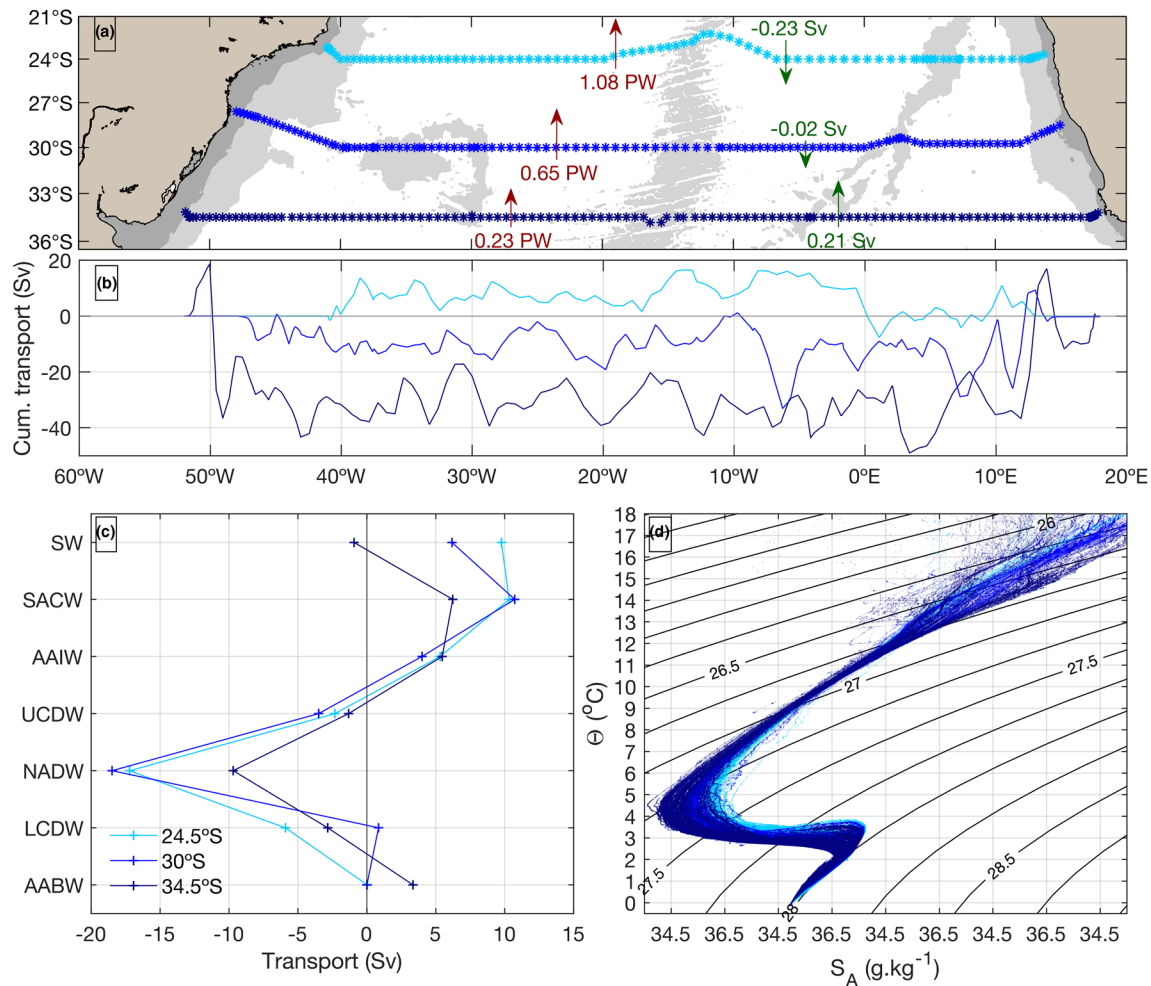 (a)
21°S
24°S
27°S
30°S
33°S
36°S
-0.23 Sv
1.08 PW
-0.02 Sv
0.65 PW
0.23 PW
0.21 Sv
(b)
Cum. transport (Sv)
20
0
-20
-40
60°W 50°W 40°W 30°W 20°W 10°W 0°E 10°E 20°E
(c)
SW
SACW
AAIW
UCDW
NADW
LCDW
AABW
24.5°S
30°S
34.5°S
-20 -15 -10 -5 0 5 10 15
Transport (Sv)
(d)
18
17
16
15
14
13
12
11
10
9
8
7
6
5
4
3
2
1
0
Θ (°C)
26
26.5
27
27.5
27.5
28
28.5
34.5 36.5 34.5 36.5 34.5 36.5 34.5 36.5 34.5
S_A (g.kg⁻¹)